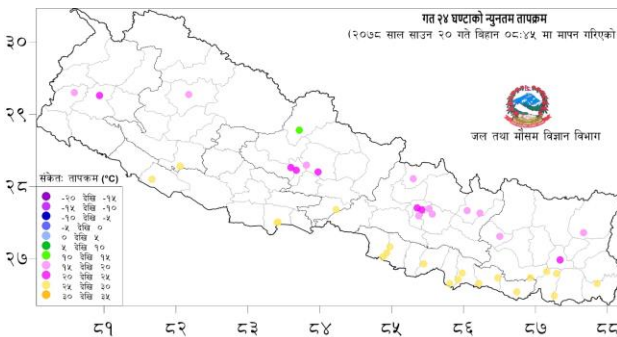 गत २४ घण्टाको न्युनतम तापक्रम
(२०७८ साल साउन २० गते बिहान ०८:४५ मा मापन गरिएको
जल तथा मौसम विज्ञान विभाग
संकेतः तापक्रम (°C)
-२० देखि -१५
-१५ देखि -१०
-१० देखि -५
-५ देखि ०
० देखि ५
५ देखि १०
१० देखि १५
१५ देखि २०
२० देखि २५
२५ देखि ३०
३० देखि ३५
३०
२९
२८
२७
८१ ८२ ८३ ८४ ८५ ८६ ८७ ८८